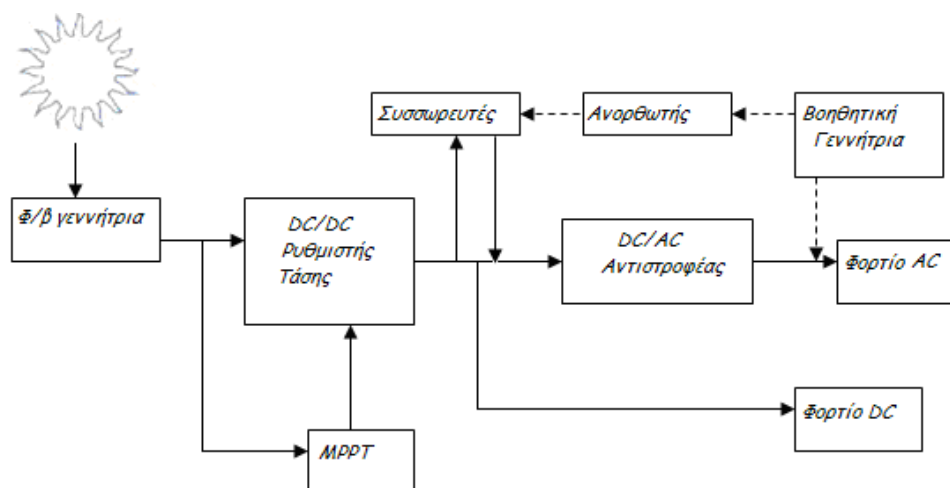 Συσσωρευτές
Ανορθωτής
Βοηθητική
Γεννήτρια
Φ/β γεννήτρια
DC/DC
Ρυθμιστής
Τάσης
DC/AC
Αντιστροφέας
Φορτίο AC
Φορτίο DC
MPPT